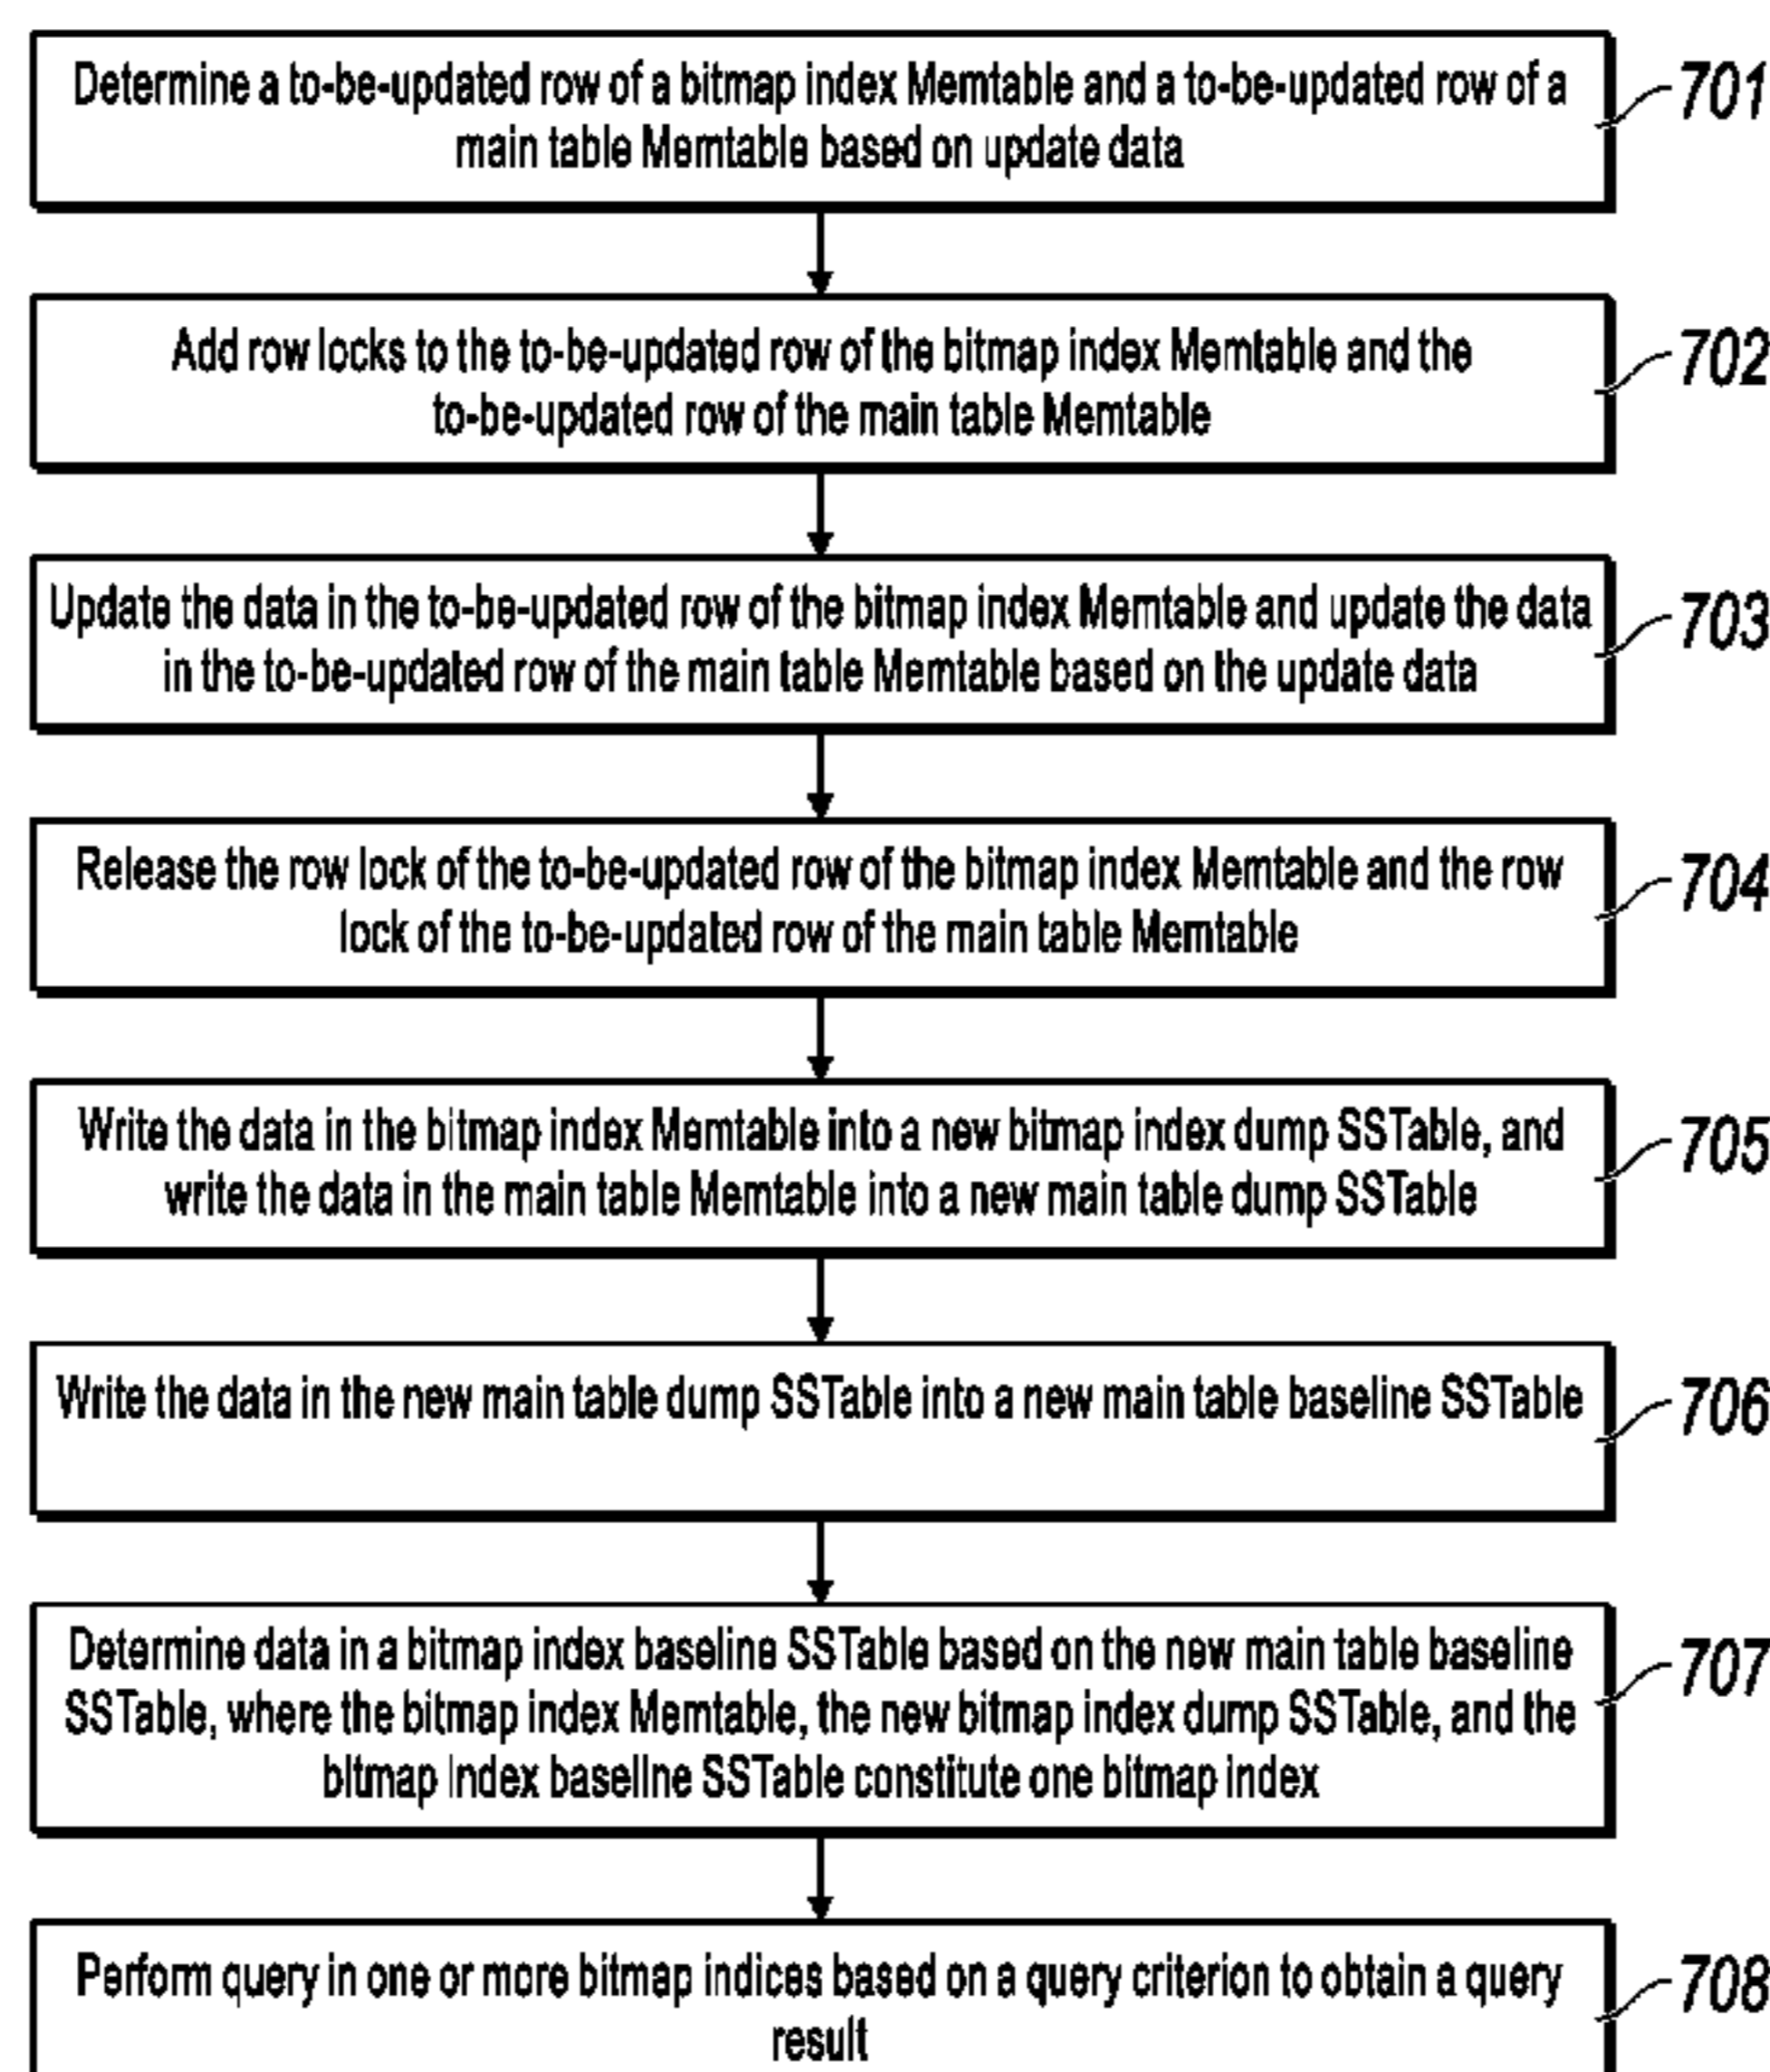 Determine a to-be-updated row of a bitmap index Memtable and a to-be-updated row of a
main table Memtable based on update data
701
Add row locks to the to-be-updated row of the bitmap index Memtable and the
to-be-updated row of the main table Memtable
702
Update the data in the to-be-updated row of the bitmap index Memtable and update the data
in the to-be-updated row of the main table Memtable based on the update data
703
Release the row lock of the to-be-updated row of the bitmap index Memtable and the row
lock of the to-be-updated row of the main table Memtable
704
Write the data in the bitmap index Memtable into a new bitmap index dump SSTable, and
write the data in the main table Memtable into a new main table dump SSTable
705
Write the data in the new main table dump SSTable into a new main table baseline SSTable
706
Determine data in a bitmap index baseline SSTable based on the new main table baseline
SSTable, where the bitmap index Memtable, the new bitmap index dump SSTable, and the
bitmap index baseline SSTable constitute one bitmap index
707
Perform query in one or more bitmap indices based on a query criterion to obtain a query
result
708